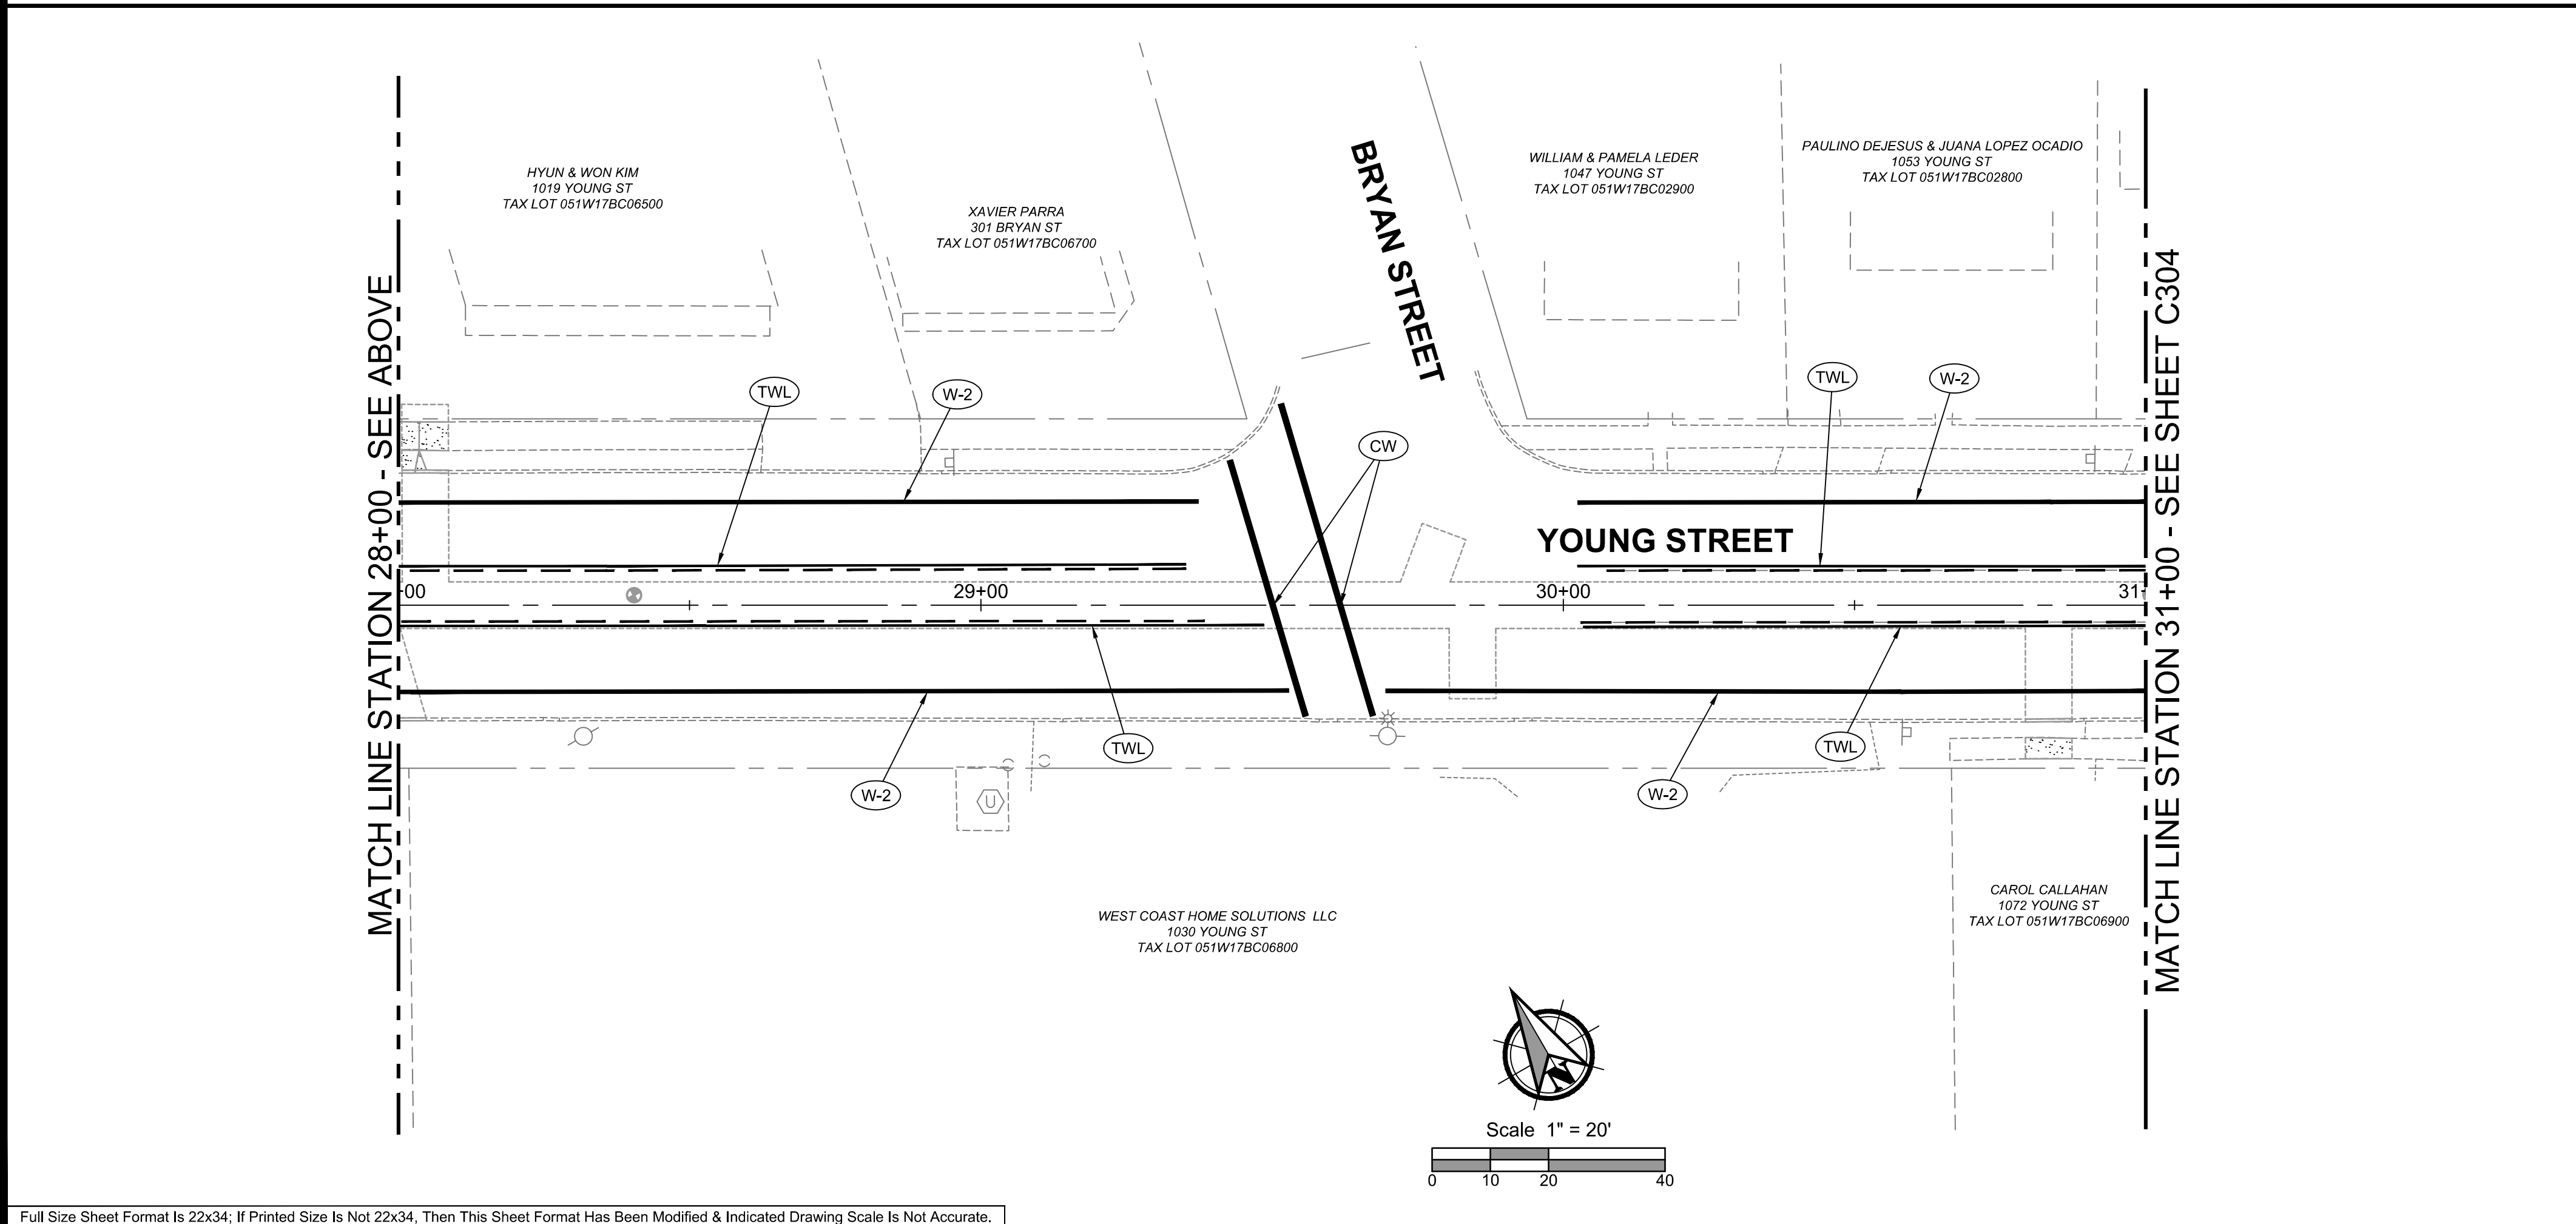 HYUN & WON KIM
1019 YOUNG ST
TAX LOT 051W17BC06500
XAVIER PARRA
301 BRYAN ST
TAX LOT 051W17BC06700
BRYAN STREET
WILLIAM & PAMELA LEDER
1047 YOUNG ST
TAX LOT 051W17BC02900
PAULINO DEJESUS & JUANA LOPEZ OCADIO
1053 YOUNG ST
TAX LOT 051W17BC02800
MATCH LINE STATION 28+00 - SEE ABOVE
MATCH LINE STATION 31+00 - SEE SHEET C304
TWL
W-2
CW
TWL
W-2
YOUNG STREET
+00
29+00
30+00
31+
TWL
W-2
TWL
W-2
U
WEST COAST HOME SOLUTIONS LLC
1030 YOUNG ST
TAX LOT 051W17BC06800
CAROL CALLAHAN
1072 YOUNG ST
TAX LOT 051W17BC06900
N
Scale 1" = 20'
0 10 20 40
Full Size Sheet Format Is 22x34; If Printed Size Is Not 22x34, Then This Sheet Format Has Been Modified & Indicated Drawing Scale Is Not Accurate.